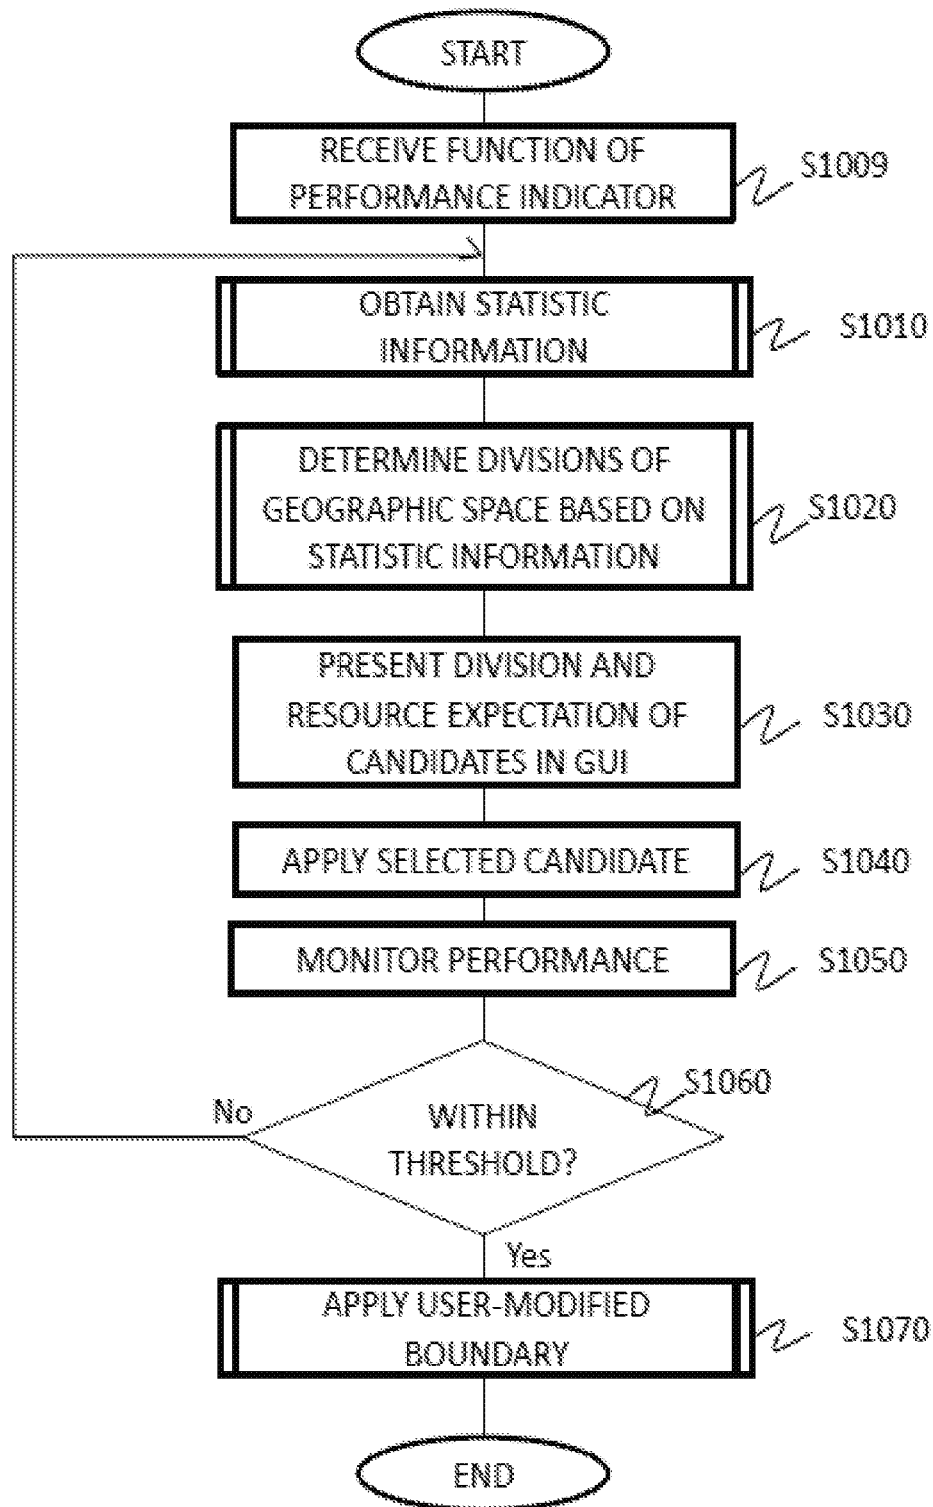 START
RECEIVE FUNCTION OF
PERFORMANCE INDICATOR
S1009
OBTAIN STATISTIC
INFORMATION
S1010
DETERMINE DIVISIONS OF
GEOGRAPHIC SPACE BASED ON
STATISTIC INFORMATION
S1020
PRESENT DIVISION AND
RESOURCE EXPECTATION OF
CANDIDATES IN GUI
S1030
APPLY SELECTED CANDIDATE
S1040
MONITOR PERFORMANCE
S1050
S1060
No
WITHIN
THRESHOLD?
Yes
APPLY USER-MODIFIED
BOUNDARY
S1070
END